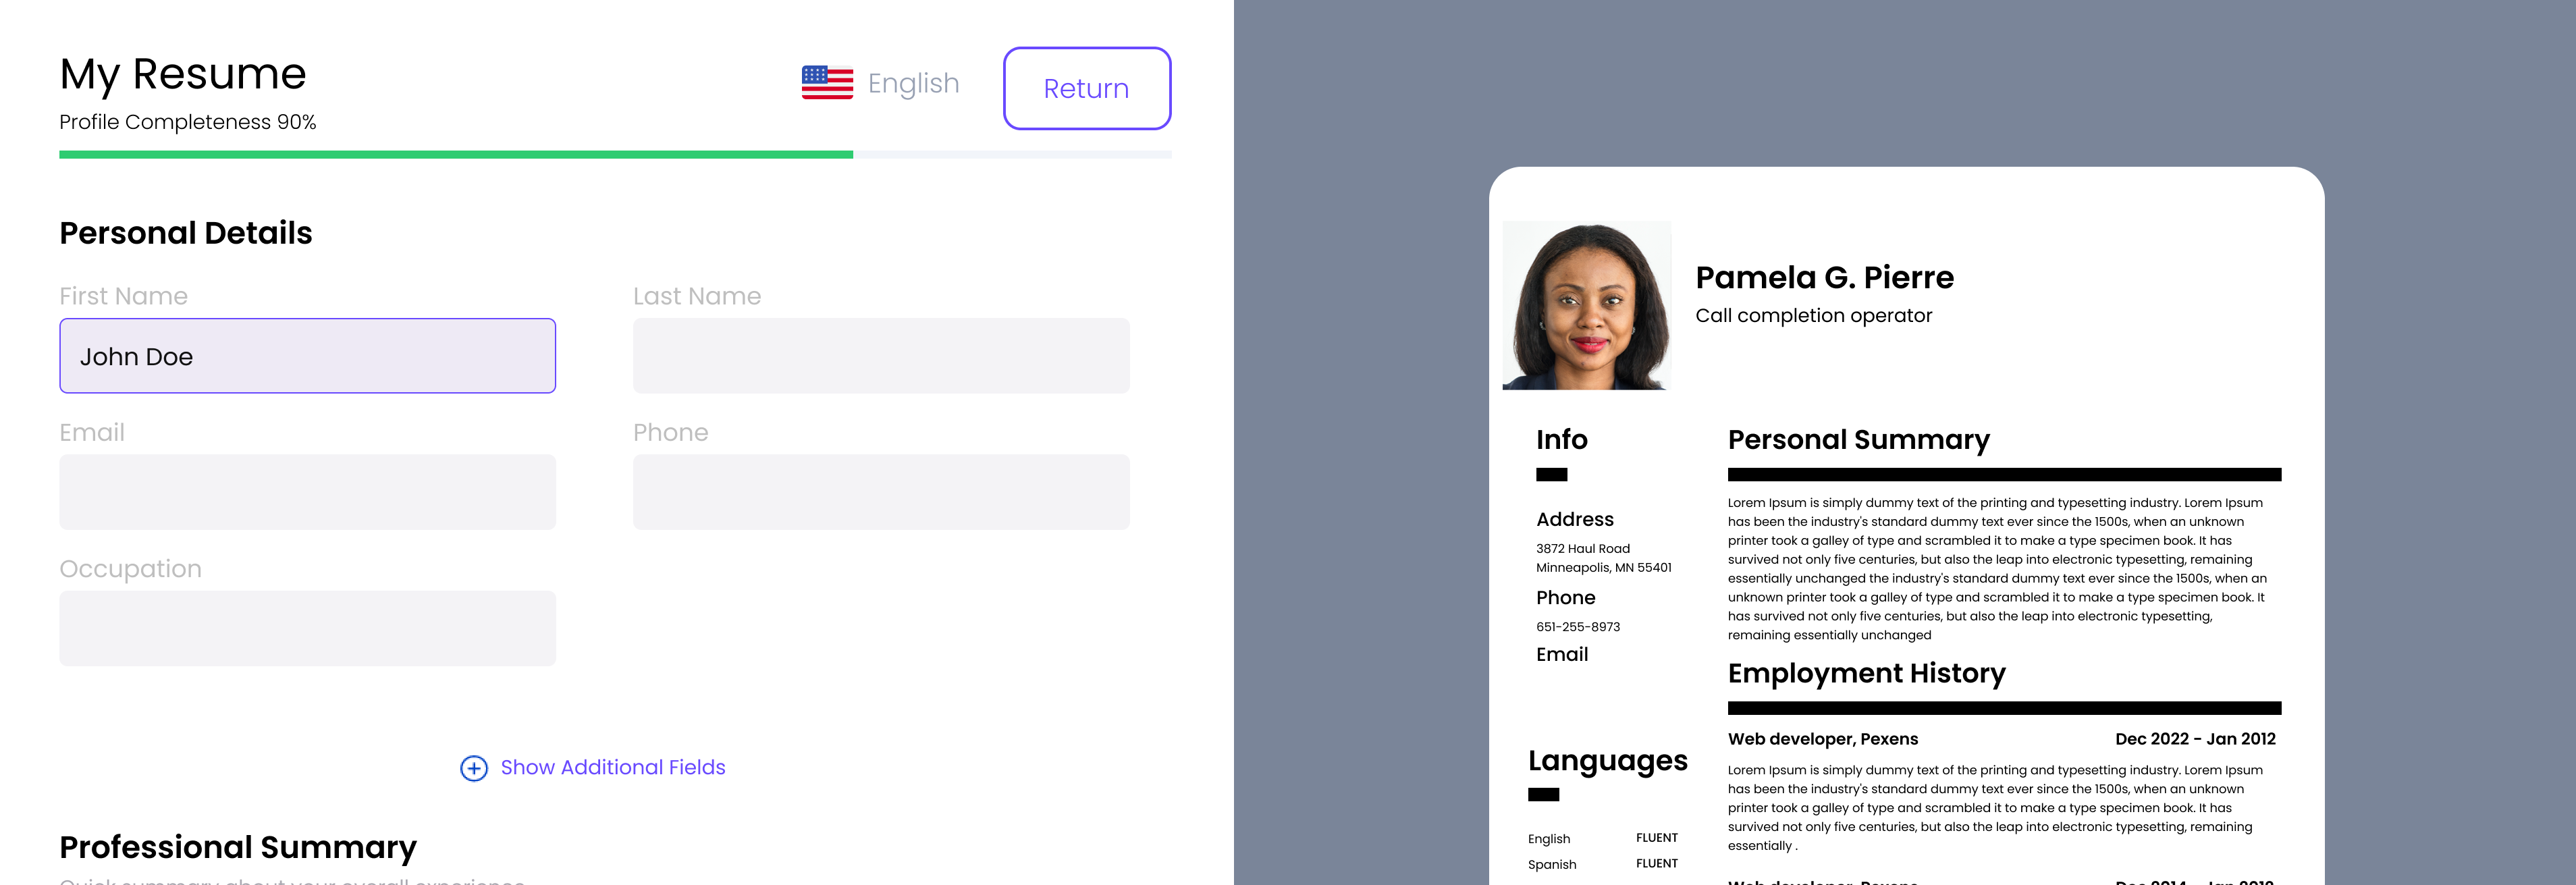 My Resume
English
Return
Profile Completeness 90%
Personal Details
First Name
Last Name
John Doe
Email
Phone
Occupation
Show Additional Fields
Professional Summary
Quick summary about your overall experience
Pamela G. Pierre
Call completion operator
Info
Address
3872 Haul Road
Minneapolis, MN 55401
Phone
651-255-8973
Email
Languages
English FLUENT
Spanish FLUENT
Personal Summary
Lorem Ipsum is simply dummy text of the printing and typesetting industry. Lorem Ipsum
has been the industry's standard dummy text ever since the 1500s, when an unknown
printer took a galley of type and scrambled it to make a type specimen book. It has
survived not only five centuries, but also the leap into electronic typesetting, remaining
essentially unchanged the industry's standard dummy text ever since the 1500s, when an
unknown printer took a galley of type and scrambled it to make a type specimen book. It
has survived not only five centuries, but also the leap into electronic typesetting,
remaining essentially unchanged
Employment History
Web developer, Pexens Dec 2022 - Jan 2012
Lorem Ipsum is simply dummy text of the printing and typesetting industry. Lorem Ipsum
has been the industry's standard dummy text ever since the 1500s, when an unknown
printer took a galley of type and scrambled it to make a type specimen book. It has
survived not only five centuries, but also the leap into electronic typesetting, remaining
essentially .
Web developer, Pexens